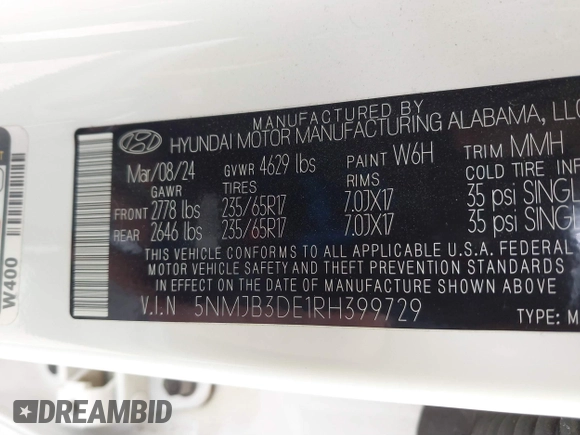 MANUFACTURED BY
HYUNDAI MOTOR MANUFACTURING ALABAMA, LLC
Mar/08/24 GVWR 4629 lbs PAINT W6H TRIM MMH
GAWR TIRES RIMS COLD TIRE INF
FRONT 2778 lbs 235/65R17 7.0JX17 35 psi SINGL
REAR 2646 lbs 235/65R17 7.0JX17 35 psi SINGL
THIS VEHICLE CONFORMS TO ALL APPLICABLE U.S.A. FEDERAL
MOTOR VEHICLE SAFETY AND THEFT PREVENTION STANDARDS
IN EFFECT ON THE DATE OF MANUFACTURE SHOWN ABOVE
V.I.N 5NMJB3DE1RH399729 TYPE: M
W400
DREAMBID